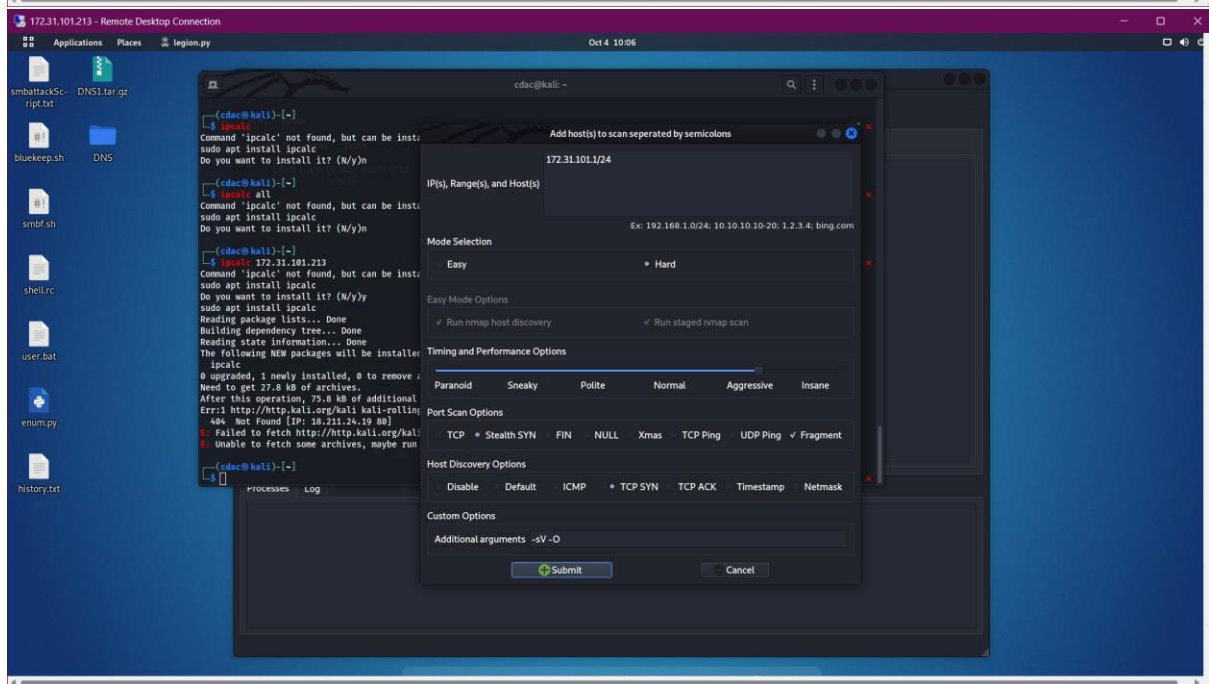 172.31.101.213 - Remote Desktop Connection
Applications Places legion.py Oct 4 10:06
smbattackSc-
ript.txt
DNS1.tar.gz
bluekeep.sh
DNS
smbf.sh
shell.rc
user.bat
enum.py
history.txt
cdac@kali: ~
(cdac㉿kali)-[~]
$ ipcalc
Command 'ipcalc' not found, but can be insta
sudo apt install ipcalc
Do you want to install it? (N/y)n
(cdac㉿kali)-[~]
$ ipcalc all
Command 'ipcalc' not found, but can be insta
sudo apt install ipcalc
Do you want to install it? (N/y)n
(cdac㉿kali)-[~]
$ ipcalc 172.31.101.213
Command 'ipcalc' not found, but can be insta
sudo apt install ipcalc
Do you want to install it? (N/y)y
sudo apt install ipcalc
Reading package lists... Done
Building dependency tree... Done
Reading state information... Done
The following NEW packages will be installed
ipcalc
0 upgraded, 1 newly installed, 0 to remove a
Need to get 27.8 kB of archives.
After this operation, 75.8 kB of additional
Err:1 http://http.kali.org/kali kali-rolling
404 Not Found [IP: 18.211.24.19 80]
E: Failed to fetch http://http.kali.org/kal
E: Unable to fetch some archives, maybe run
(cdac㉿kali)-[~]
$
Processes Log
Add host(s) to scan seperated by semicolons
172.31.101.1/24
IP(s), Range(s), and Host(s)
Ex: 192.168.1.0/24; 10.10.10.10-20; 1.2.3.4; bing.com
Mode Selection
Easy Hard
Easy Mode Options
Run nmap host discovery Run staged nmap scan
Timing and Performance Options
Paranoid Sneaky Polite Normal Aggressive Insane
Port Scan Options
TCP Stealth SYN FIN NULL Xmas TCP Ping UDP Ping Fragment
Host Discovery Options
Disable Default ICMP TCP SYN TCP ACK Timestamp Netmask
Custom Options
Additional arguments -sV -O
Submit Cancel